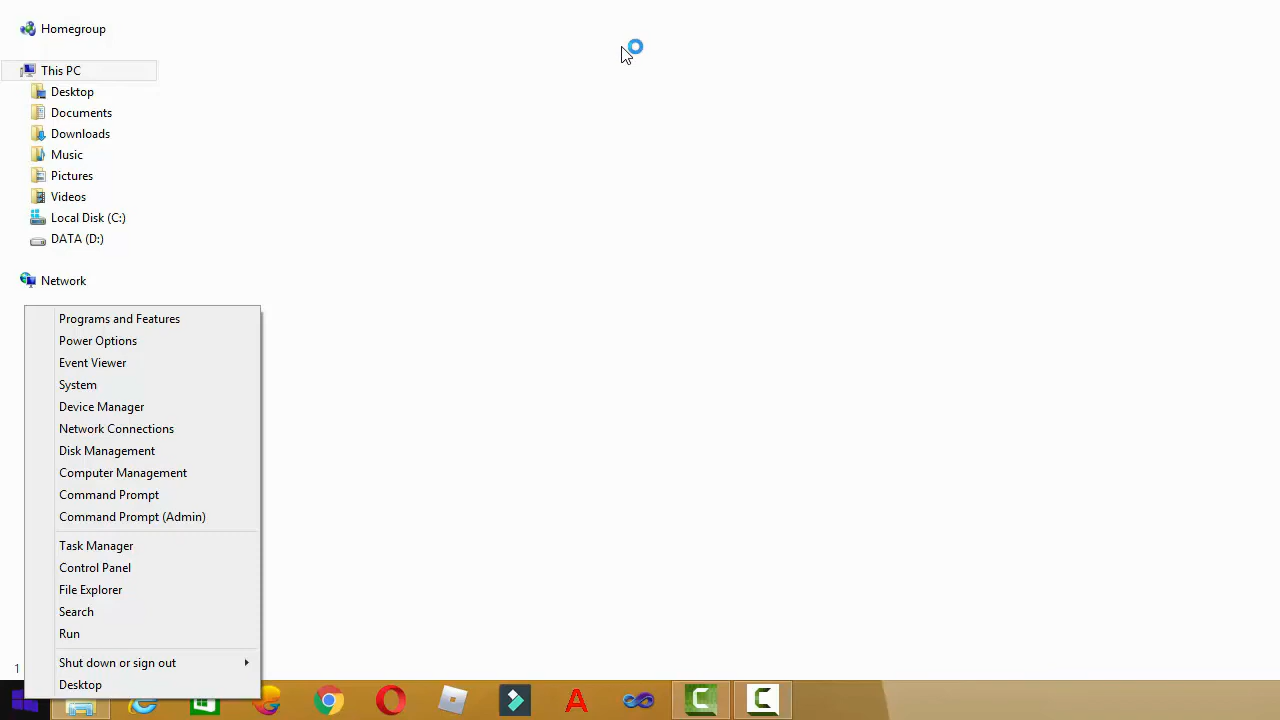 Homegroup
This PC
Desktop
Documents
Downloads
Music
Pictures
Videos
Local Disk (C:)
DATA (D:)
Network
Programs and Features
Power Options
Event Viewer
System
Device Manager
Network Connections
Disk Management
Computer Management
Command Prompt
Command Prompt (Admin)
Task Manager
Control Panel
File Explorer
Search
Run
1
Shut down or sign out
Desktop